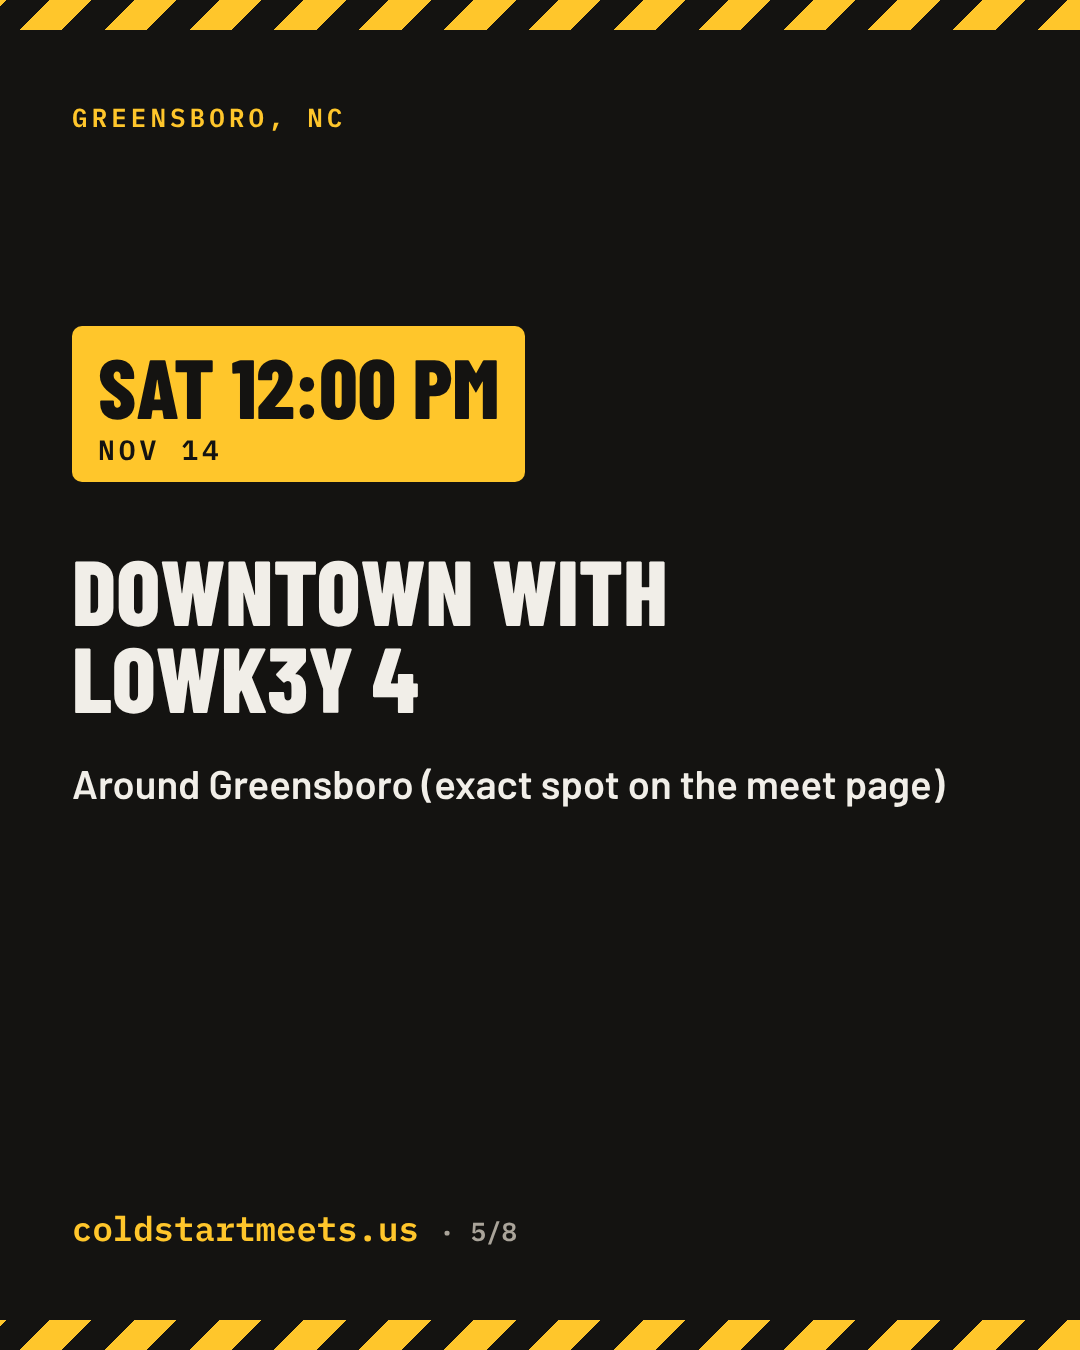 GREENSBORO, NC
SAT 12:00 PM
NOV 14
DOWNTOWN WITH
LOWK3Y 4
Around Greensboro (exact spot on the meet page)
coldstartmeets.us · 5/8